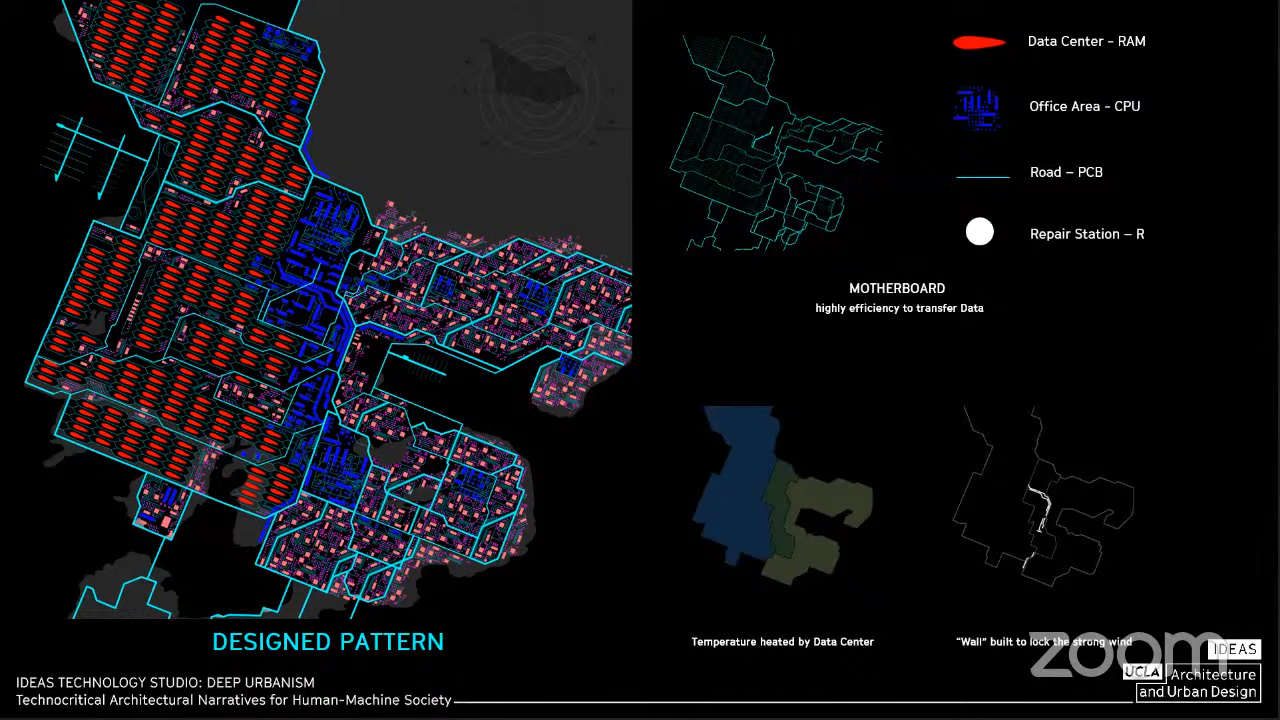 Data Center - RAM
Office Area - CPU
Road – PCB
Repair Station – R
MOTHERBOARD
highly efficiency to transfer Data
DESIGNED PATTERN
Temperature heated by Data Center
“Wall” built to lock the strong wind
zoom
IDEAS
UCLA Architecture
and Urban Design
IDEAS TECHNOLOGY STUDIO: DEEP URBANISM
Technocritical Architectural Narratives for Human-Machine Society